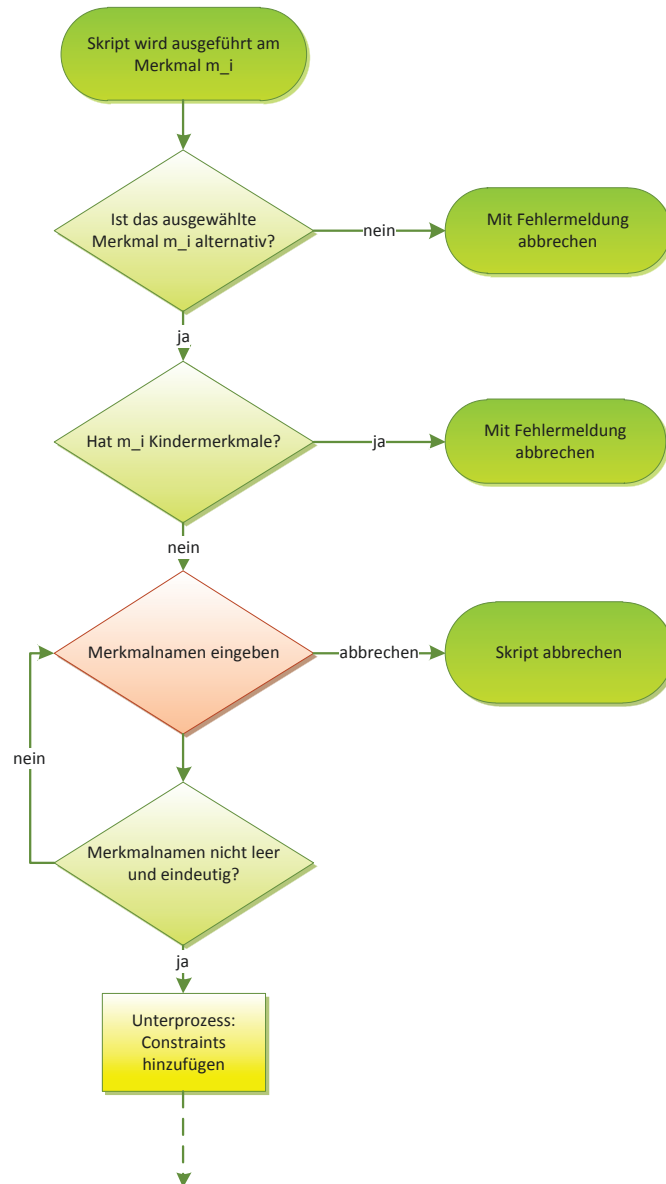 Skript wird ausgeführt am
Merkmal m_i
Ist das ausgewählte
Merkmal m_i alternativ?
nein
Mit Fehlermeldung
abbrechen
ja
Hat m_i Kindermerkmale?
ja
Mit Fehlermeldung
abbrechen
nein
Merkmalnamen eingeben
abbrechen
Skript abbrechen
nein
Merkmalnamen nicht leer
und eindeutig?
ja
Unterprozess:
Constraints
hinzufügen